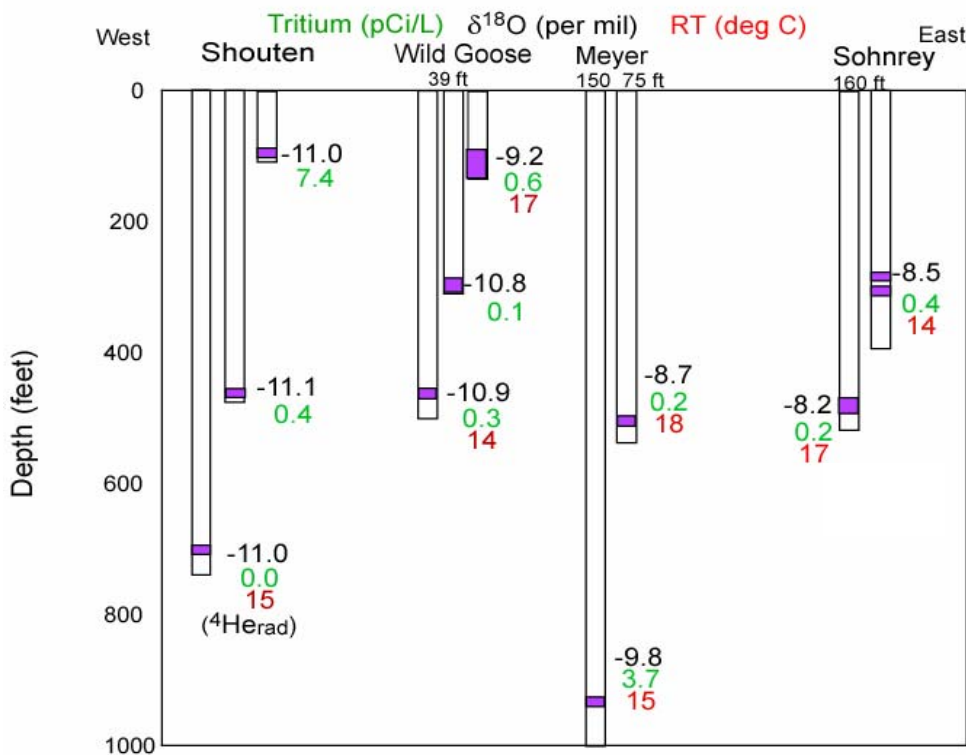 Tritium (pCi/L) δ¹⁸O (per mil) RT (deg C)
West East
Shouten Wild Goose Meyer Sohnrey
39 ft 150 75 ft 160 ft
0
-11.0 -9.2
7.4 0.6
17
200
-10.8 -8.5
0.1 0.4
14
400
-11.1 -10.9 -8.7 -8.2
0.4 0.3 0.2 0.2
14 18 17
Depth (feet)
600
-11.0
0.0
15
800
(⁴Herad)
-9.8
3.7
15
1000